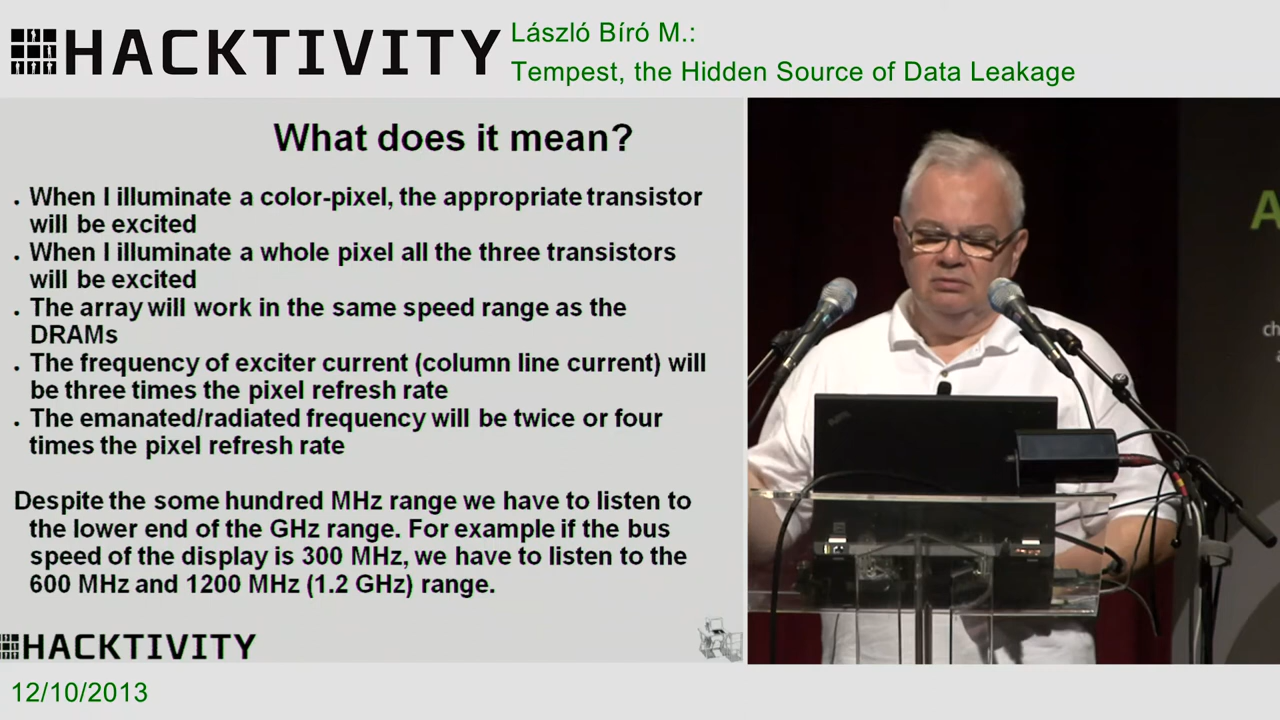 HACKTIVITY
László Bíró M.:
Tempest, the Hidden Source of Data Leakage
What does it mean?
. When I illuminate a color-pixel, the appropriate transistor
will be excited
. When I illuminate a whole pixel all the three transistors
will be excited
. The array will work in the same speed range as the
DRAMs
. The frequency of exciter current (column line current) will
be three times the pixel refresh rate
. The emanated/radiated frequency will be twice or four
times the pixel refresh rate
Despite the some hundred MHz range we have to listen to
the lower end of the GHz range. For example if the bus
speed of the display is 300 MHz, we have to listen to the
600 MHz and 1200 MHz (1.2 GHz) range.
HACKTIVITY
A
ch
12/10/2013